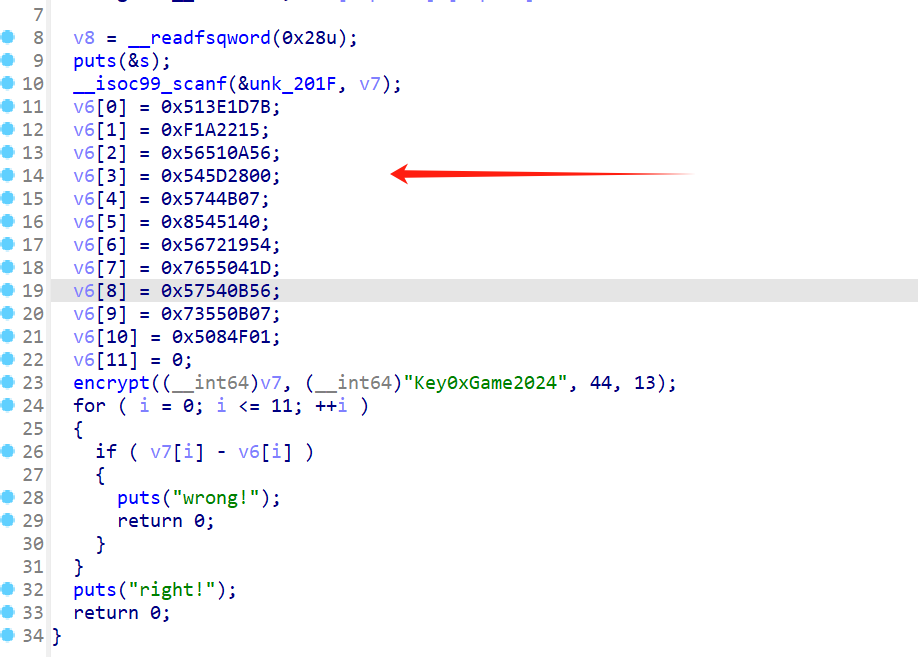 7
8 v8 = __readfsqword(0x28u);
9 puts(&s);
10 __isoc99_scanf(&unk_201F, v7);
11 v6[0] = 0x513E1D7B;
12 v6[1] = 0xF1A2215;
13 v6[2] = 0x56510A56;
14 v6[3] = 0x545D2800;
15 v6[4] = 0x5744B07;
16 v6[5] = 0x8545140;
17 v6[6] = 0x56721954;
18 v6[7] = 0x7655041D;
19 v6[8] = 0x57540B56;
20 v6[9] = 0x73550B07;
21 v6[10] = 0x5084F01;
22 v6[11] = 0;
23 encrypt((__int64)v7, (__int64)"Key0xGame2024", 44, 13);
24 for ( i = 0; i <= 11; ++i )
25 {
26 if ( v7[i] - v6[i] )
27 {
28 puts("wrong!");
29 return 0;
30 }
31 }
32 puts("right!");
33 return 0;
34 }